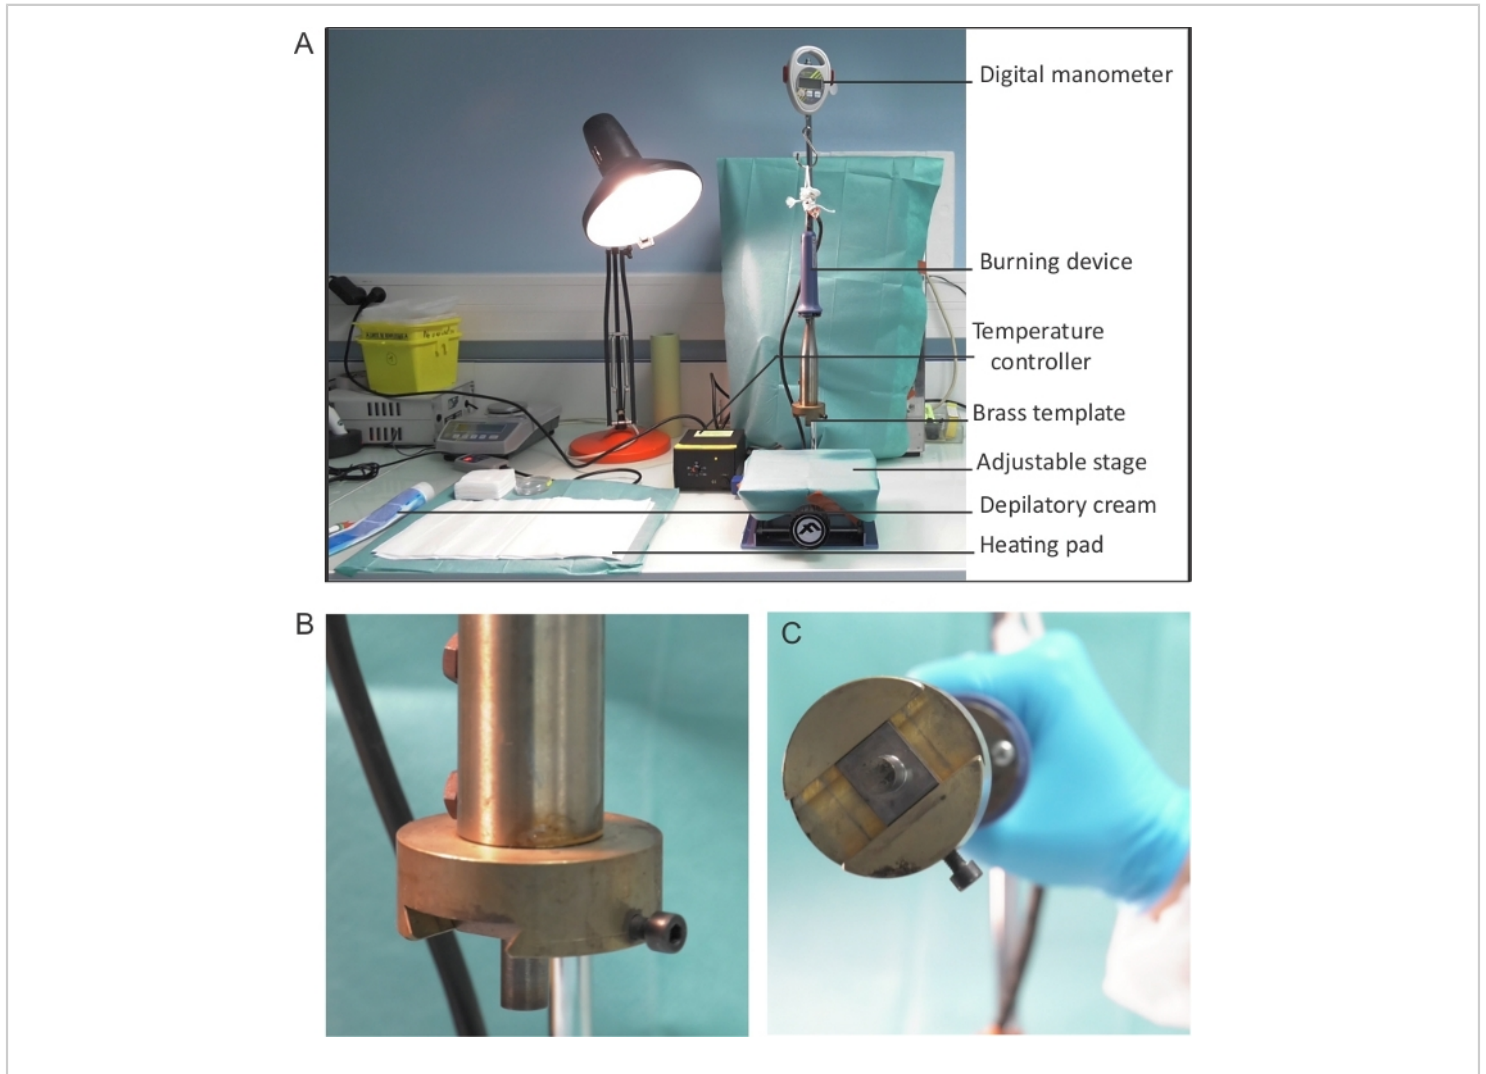 A
Digital manometer
Burning device
Temperature
controller
Brass template
Adjustable stage
Depilatory cream
Heating pad
B
C